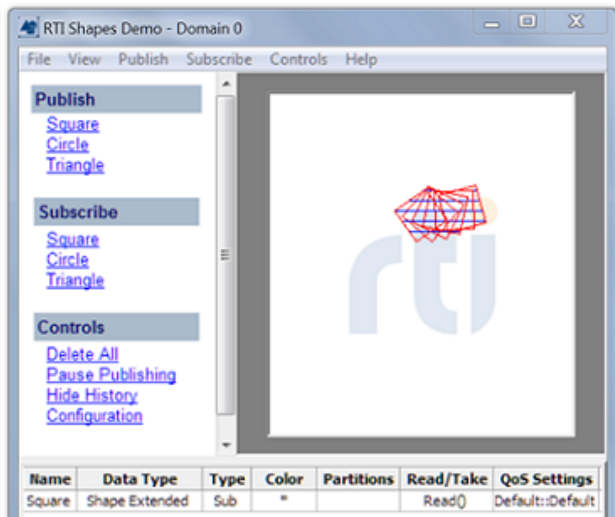 RTI Shapes Demo - Domain 0
File View Publish Subscribe Controls Help
Publish
Square
Circle
Triangle
Subscribe
Square
Circle
Triangle
Controls
Delete All
Pause Publishing
Hide History
Configuration
rti
Name Data Type Type Color Partitions Read/Take QoS Settings
Square Shape Extended Sub * Read() Default::Default